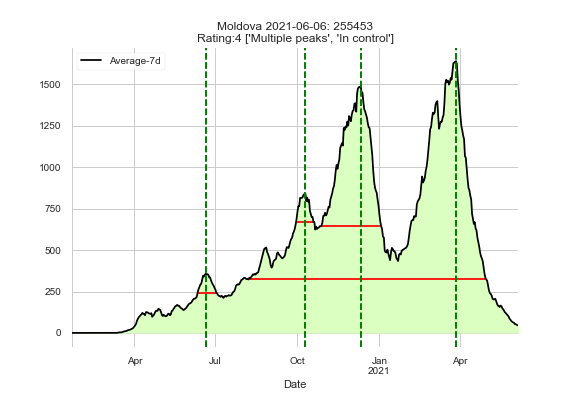 Moldova 2021-06-06: 255453
Rating:4 ['Multiple peaks', 'In control']
Average-7d
1500
1250
1000
750
500
250
0
Apr
Jul
Oct
Jan
2021
Apr
Date